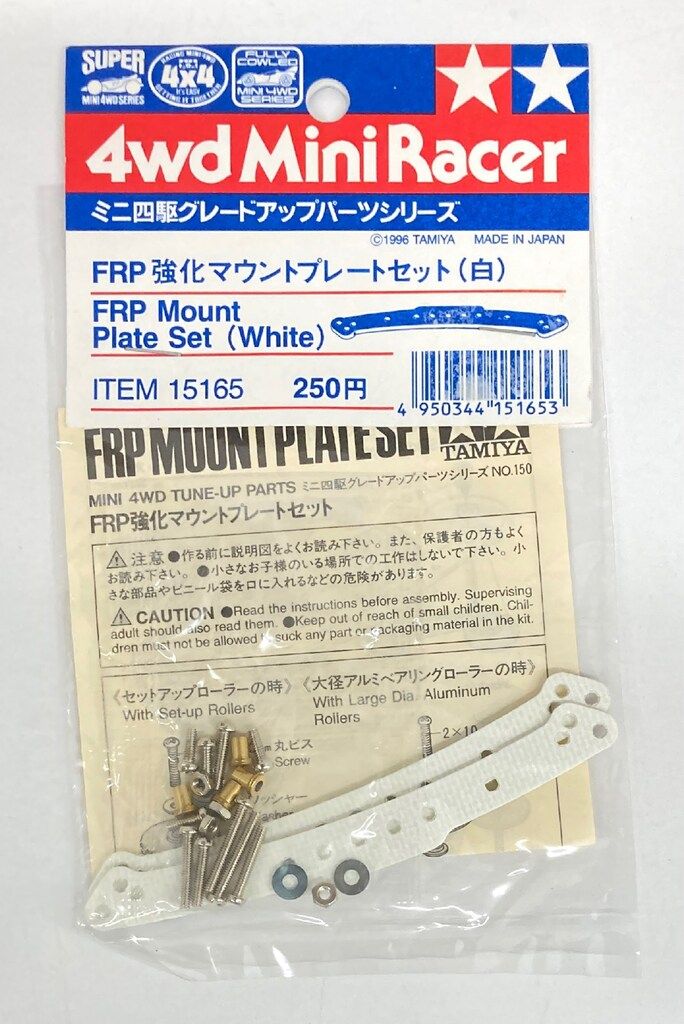 SUPER
MINI 4WD SERIES
RACING MINI 4WD
4x4
It's EASY
GETTING IT TOGETHER
FULLY
COWLED
MINI 4WD
SERIES
4wd Mini Racer
ミニ四駆グレードアップパーツシリーズ
©1996 TAMIYA MADE IN JAPAN
FRP 強化マウントプレートセット(白)
FRP Mount
Plate Set (White)
ITEM 15165 250円
4 950344 151653
FRP MOUNT PLATE SET
TAMIYA
MINI 4WD TUNE-UP PARTS ミニ四駆グレードアップパーツシリーズ NO.150
FRP強化マウントプレートセット
注意 ●作る前に説明図をよくお読み下さい。また、保護者の方もよく
お読み下さい。●小さなお子様のいる場所での工作はしないで下さい。小
さな部品やビニール袋を口に入れるなどの危険があります。
CAUTION ●Read the instructions before assembly. Supervising
adult should also read them. ●Keep out of reach of small children. Chil-
dren must not be allowed to suck any part or packaging material in the kit.
《セットアップローラーの時》
With Set-up Rollers
《大径アルミベアリングローラーの時》
With Large Dia. Aluminum
Rollers
2×10
丸ビス
Screw